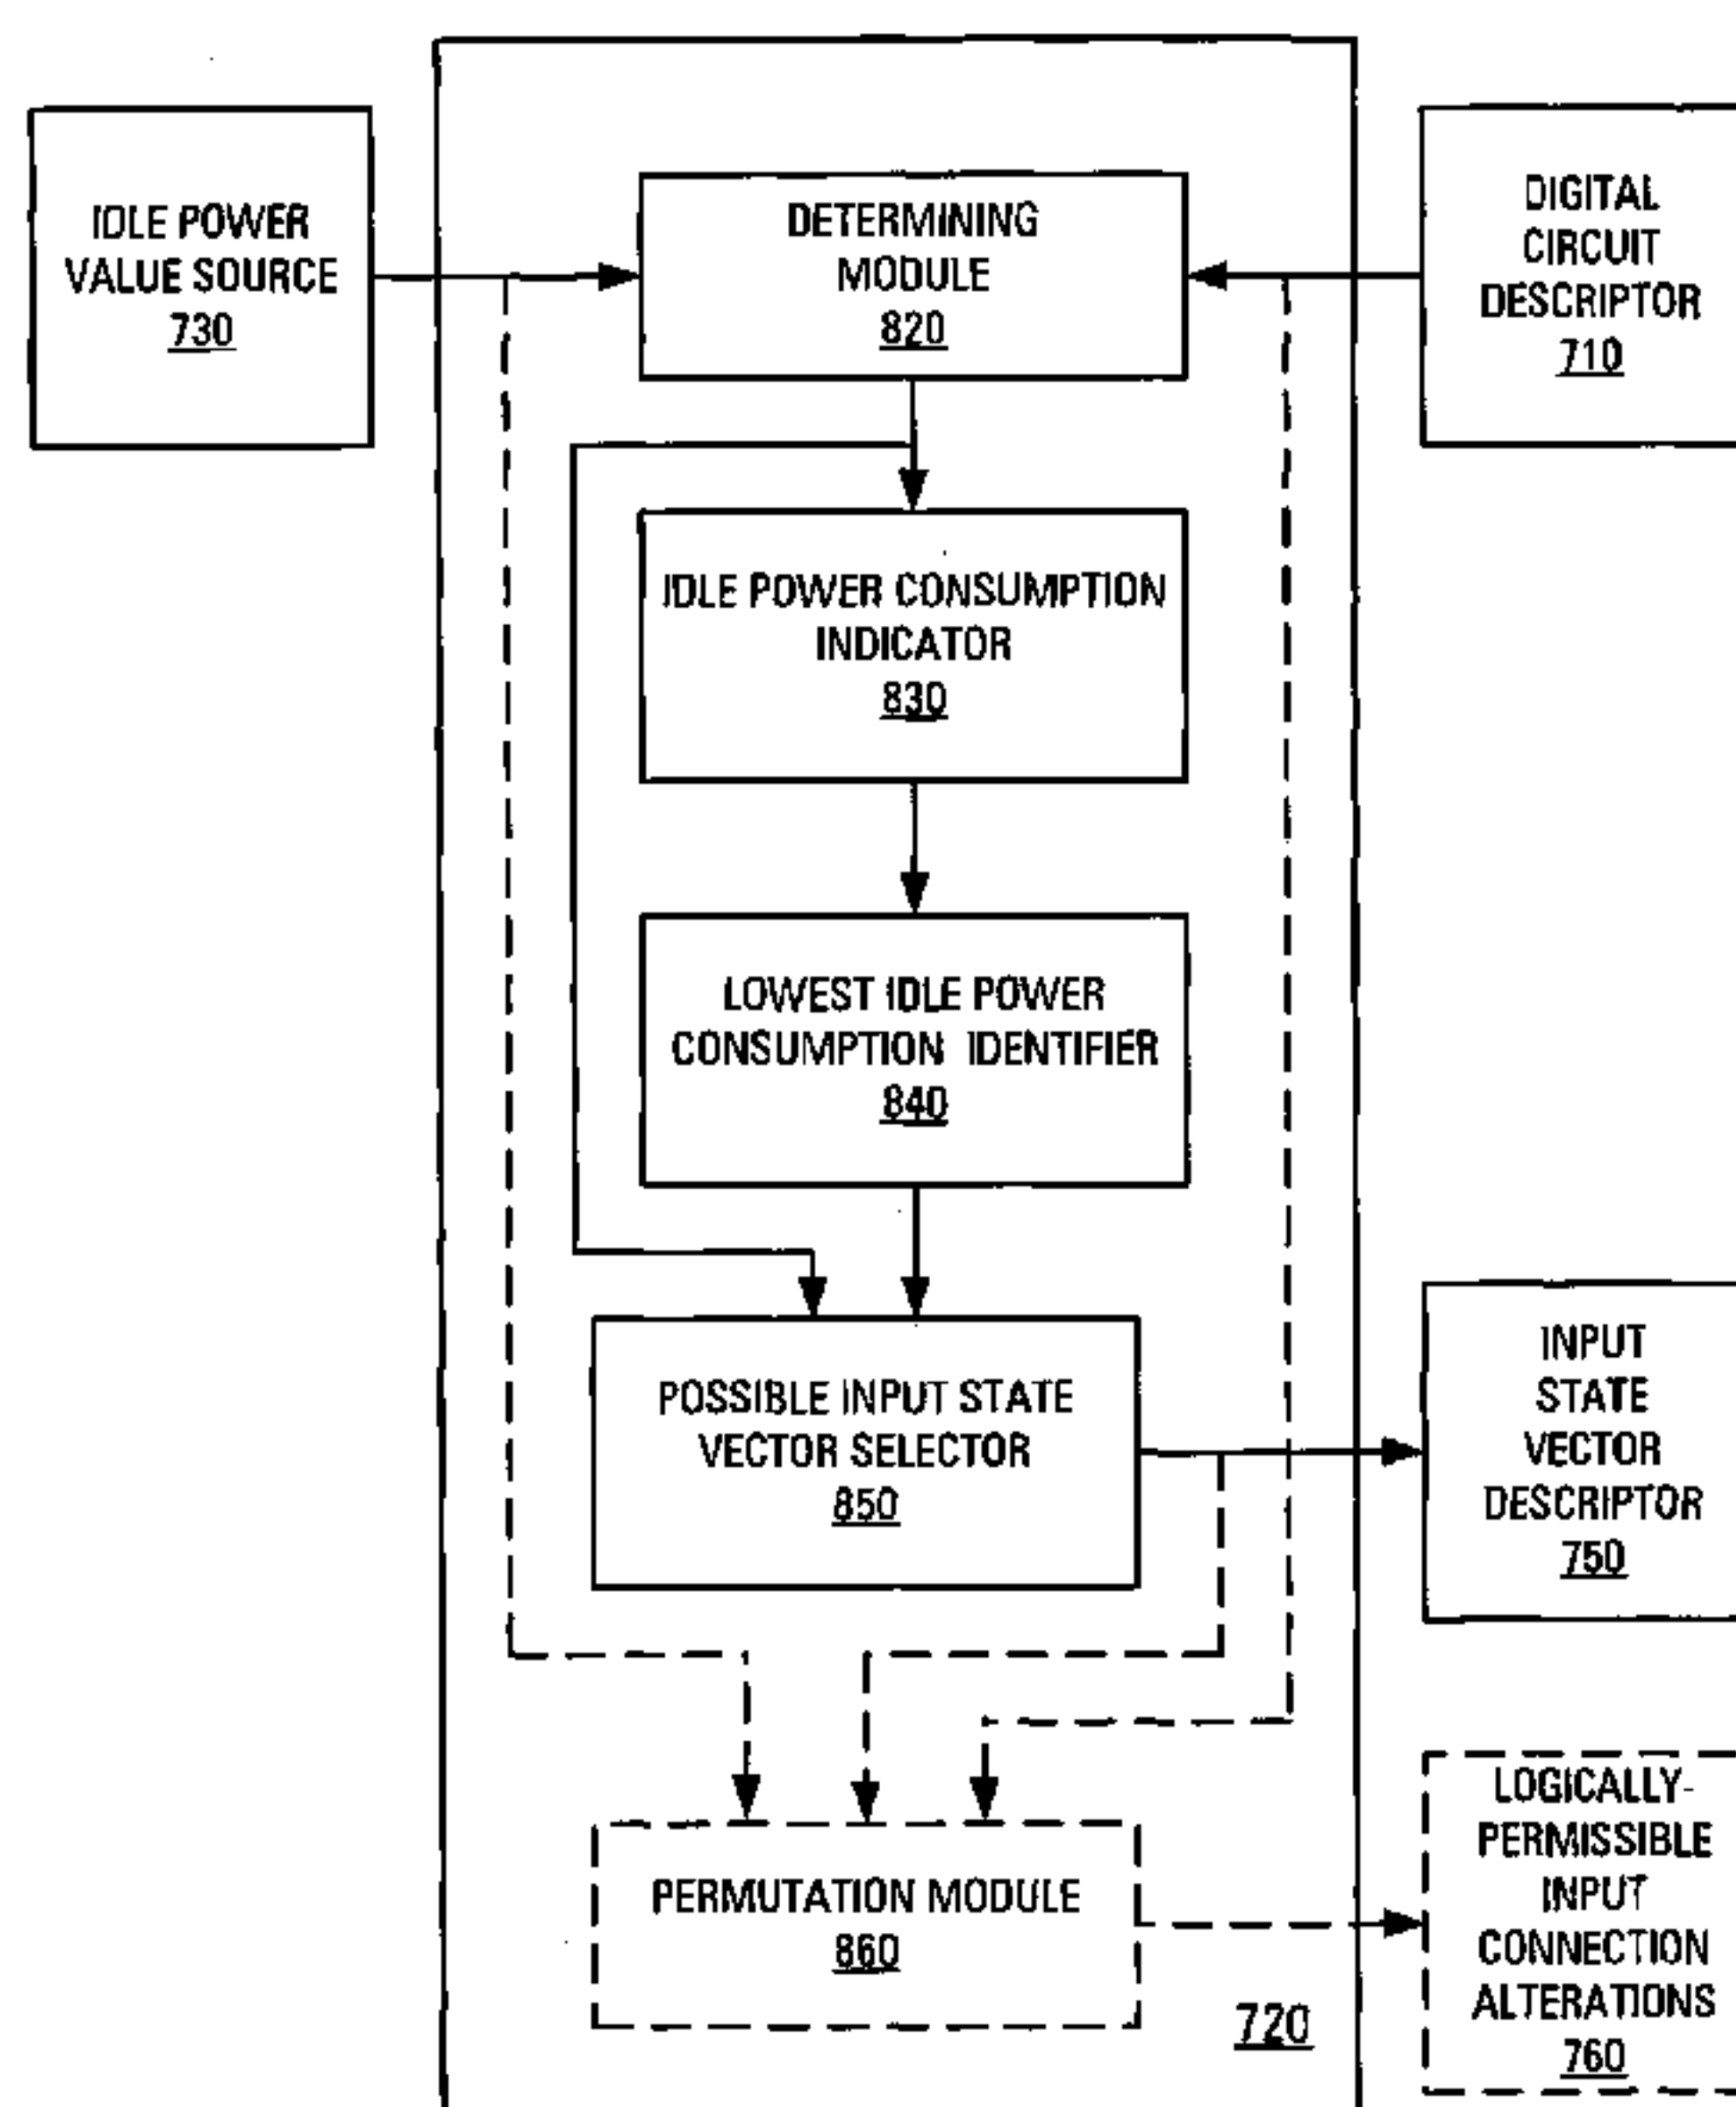 IDLE POWER
VALUE SOURCE
730
DETERMINING
MODULE
820
DIGITAL
CIRCUIT
DESCRIPTOR
710
IDLE POWER CONSUMPTION
INDICATOR
830
LOWEST IDLE POWER
CONSUMPTION IDENTIFIER
840
POSSIBLE INPUT STATE
VECTOR SELECTOR
850
INPUT
STATE
VECTOR
DESCRIPTOR
750
PERMUTATION MODULE
860
720
LOGICALLY-
PERMISSIBLE
INPUT
CONNECTION
ALTERATIONS
760